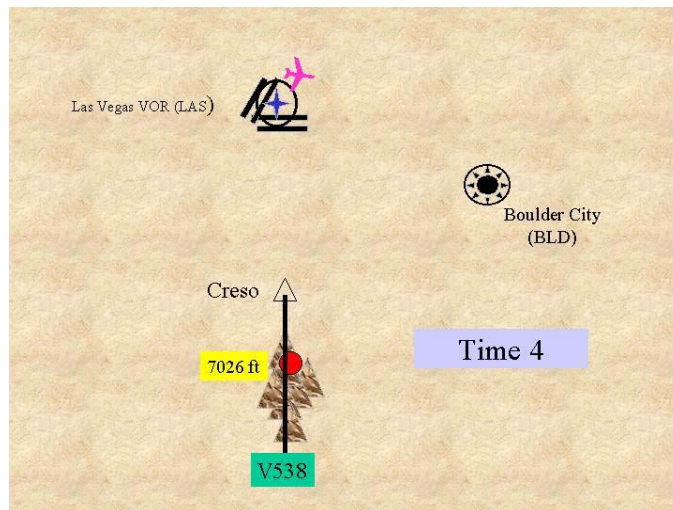 Las Vegas VOR (LAS)
Boulder City
(BLD)
Creso
Time 4
7026 ft
V538